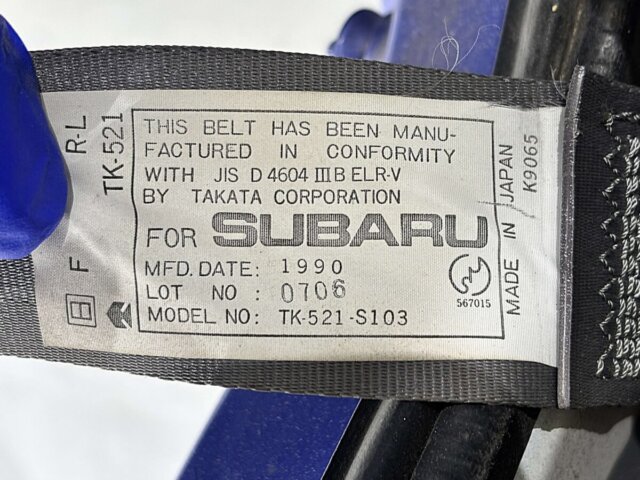 THIS BELT HAS BEEN MANU-
FACTURED IN CONFORMITY
WITH JIS D 4604 III B ELR-V
BY TAKATA CORPORATION
FOR SUBARU
MFD. DATE: 1990
LOT NO : 0706
MODEL NO: TK-521-S103
567015
R-L
TK-521
F
MADE IN JAPAN
K9065